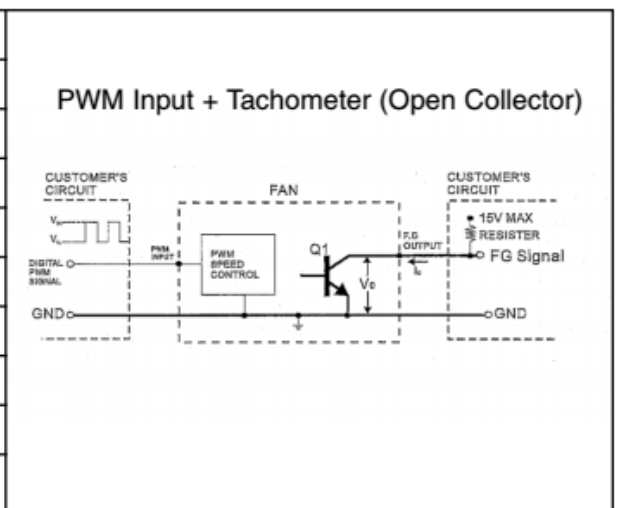 PWM Input + Tachometer (Open Collector)
CUSTOMER'S
CIRCUIT
FAN
CUSTOMER'S
CIRCUIT
15V MAX
RESISTER
FG Signal
F.G
OUTPUT
Q1
PWM
INPUT
PWM
SPEED
CONTROL
DIGITAL
PWM
SIGNAL
GND
GND